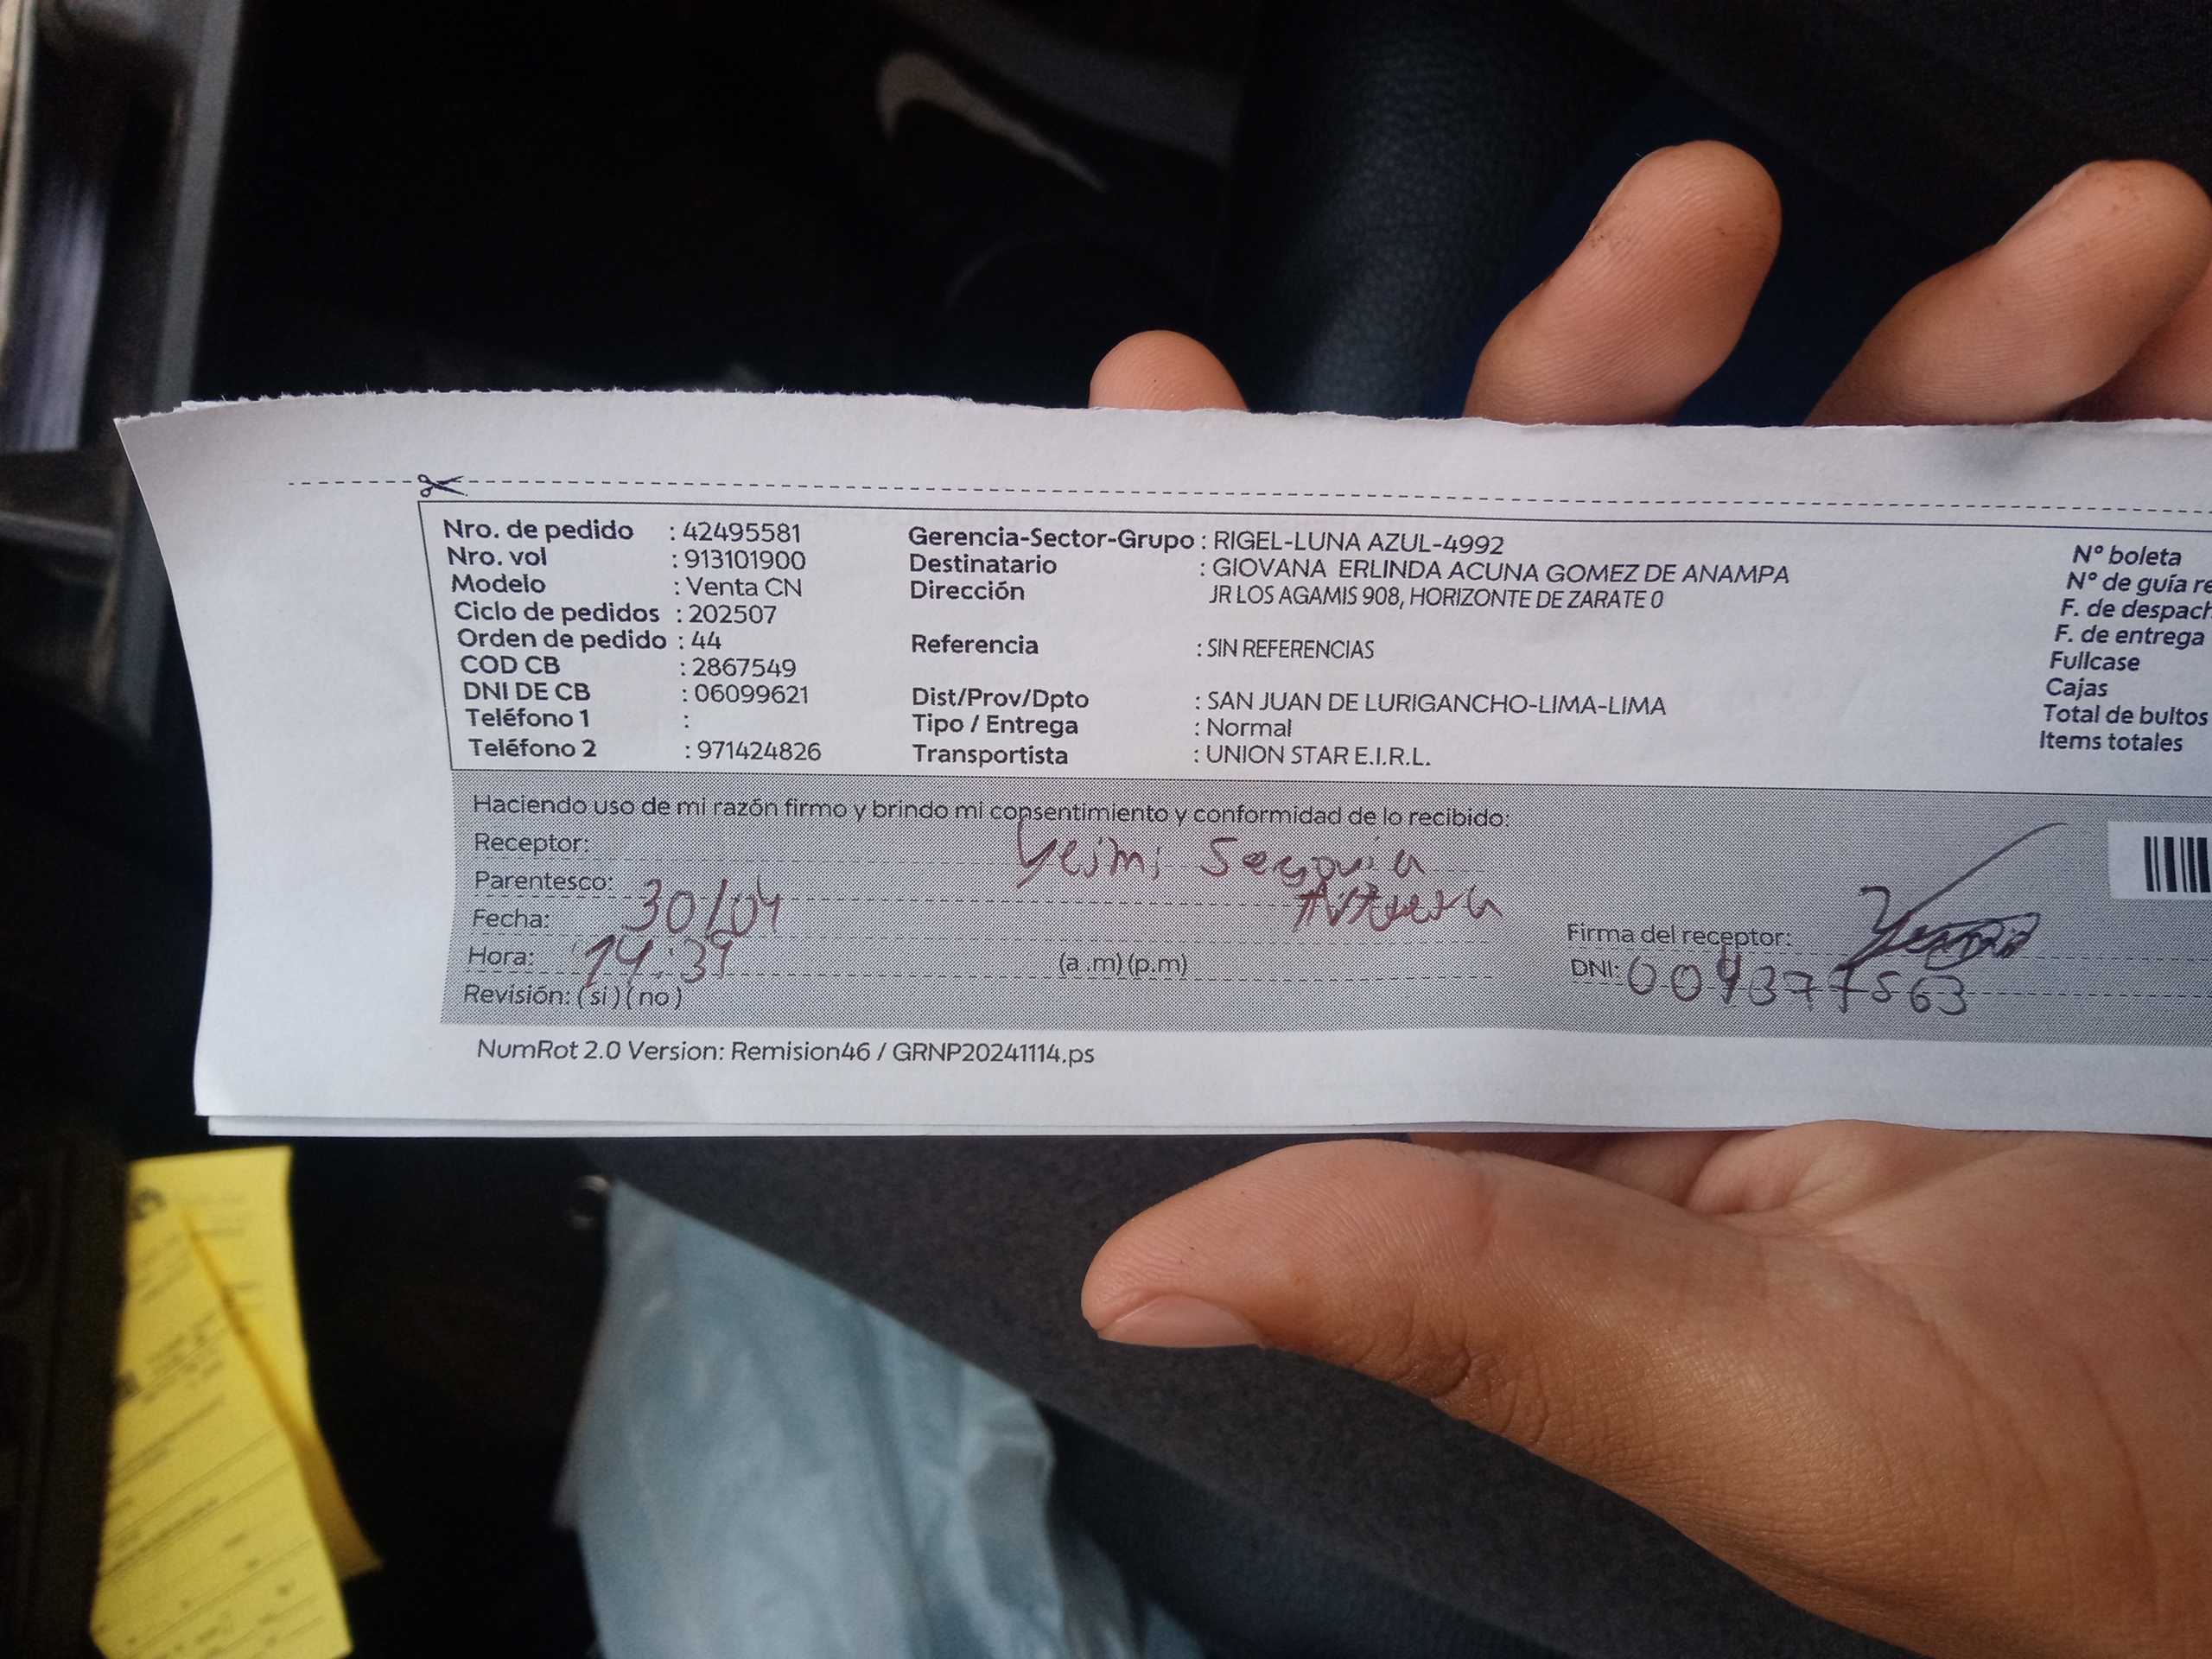 Nro. de pedido : 42495581
Nro. vol : 913101900
Modelo : Venta CN
Ciclo de pedidos : 202507
Orden de pedido : 44
COD CB : 2867549
DNI DE CB : 06099621
Teléfono 1 :
Teléfono 2 : 971424826
Gerencia-Sector-Grupo : RIGEL-LUNA AZUL-4992
Destinatario : GIOVANA ERLINDA ACUNA GOMEZ DE ANAMPA
Dirección JR LOS AGAMIS 908, HORIZONTE DE ZARATE 0
Referencia : SIN REFERENCIAS
Dist/Prov/Dpto : SAN JUAN DE LURIGANCHO-LIMA-LIMA
Tipo / Entrega : Normal
Transportista : UNION STAR E.I.R.L.
N° boleta
N° de guía re
F. de despach
F. de entrega
Fullcase
Cajas
Total de bultos
Items totales
Haciendo uso de mi razón firmo y brindo mi consentimiento y conformidad de lo recibido:
Receptor: Yeimi Segovia
Parentesco:
Fecha: 30/04
Hora: 14:39 (a .m) (p.m)
Revisión: (si) (no)
Firma del receptor:
DNI: 004377563
NumRot 2.0 Version: Remision46 / GRNP20241114.ps